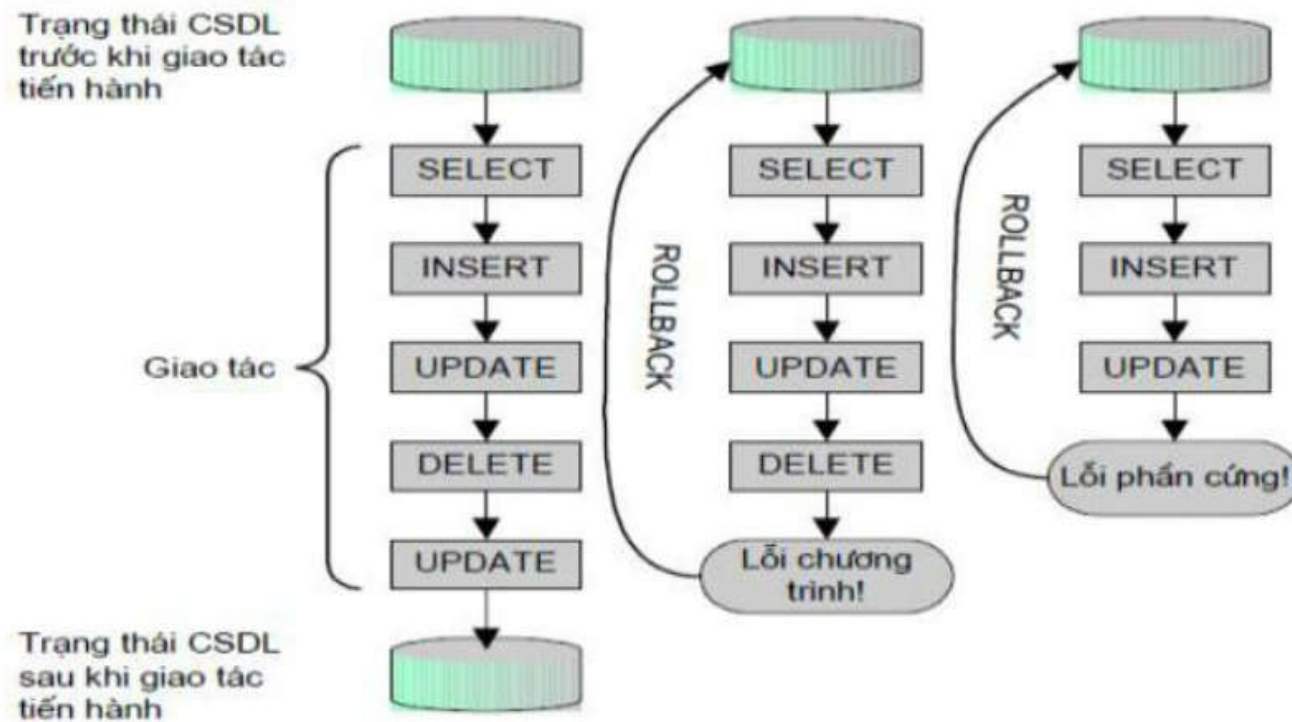 Trạng thái CSDL
trước khi giao tác
tiến hành
Giao tác
SELECT
INSERT
UPDATE
DELETE
UPDATE
Trạng thái CSDL
sau khi giao tác
tiến hành
ROLLBACK
SELECT
INSERT
UPDATE
DELETE
Lỗi chương
trình!
ROLLBACK
SELECT
INSERT
UPDATE
Lỗi phần cứng!